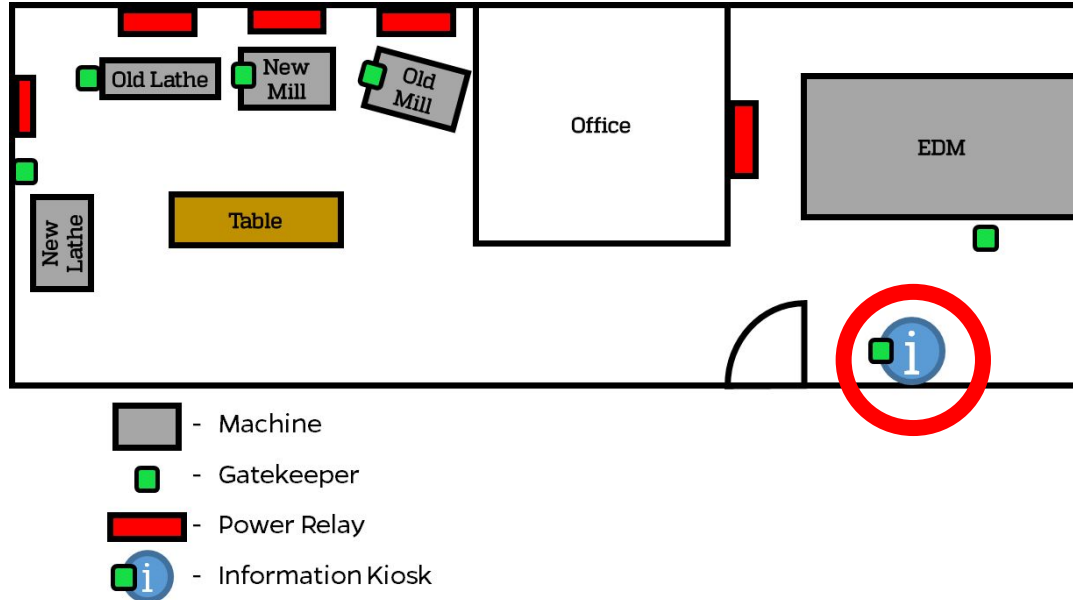 Old Lathe
New
Mill
Old
Mill
Office
EDM
Table
New
Lathe
i
- Machine
- Gatekeeper
- Power Relay
i - Information Kiosk